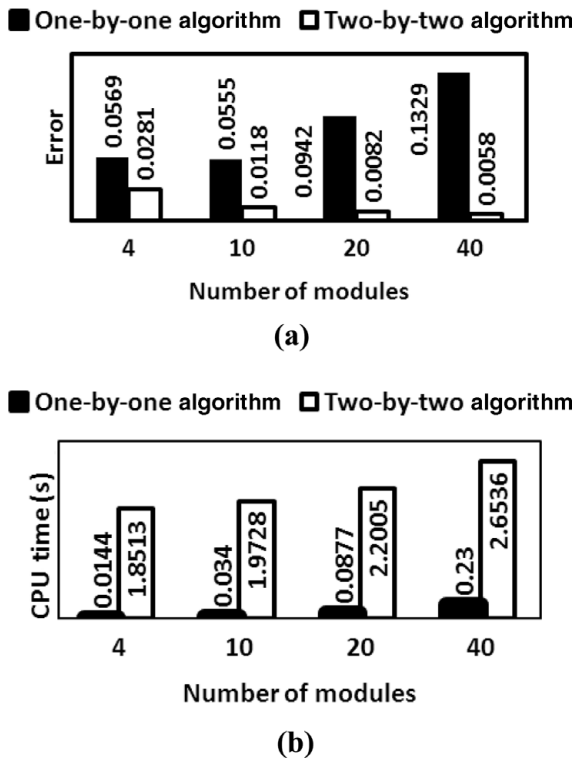 One-by-one algorithm Two-by-two algorithm
Error
0.0569
0.0281
0.0555
0.0118
0.0942
0.0082
0.1329
0.0058
4 10 20 40
Number of modules
(a)
One-by-one algorithm Two-by-two algorithm
CPU time (s)
0.0144
1.8513
0.034
1.9728
0.0877
2.2005
0.23
2.6536
4 10 20 40
Number of modules
(b)